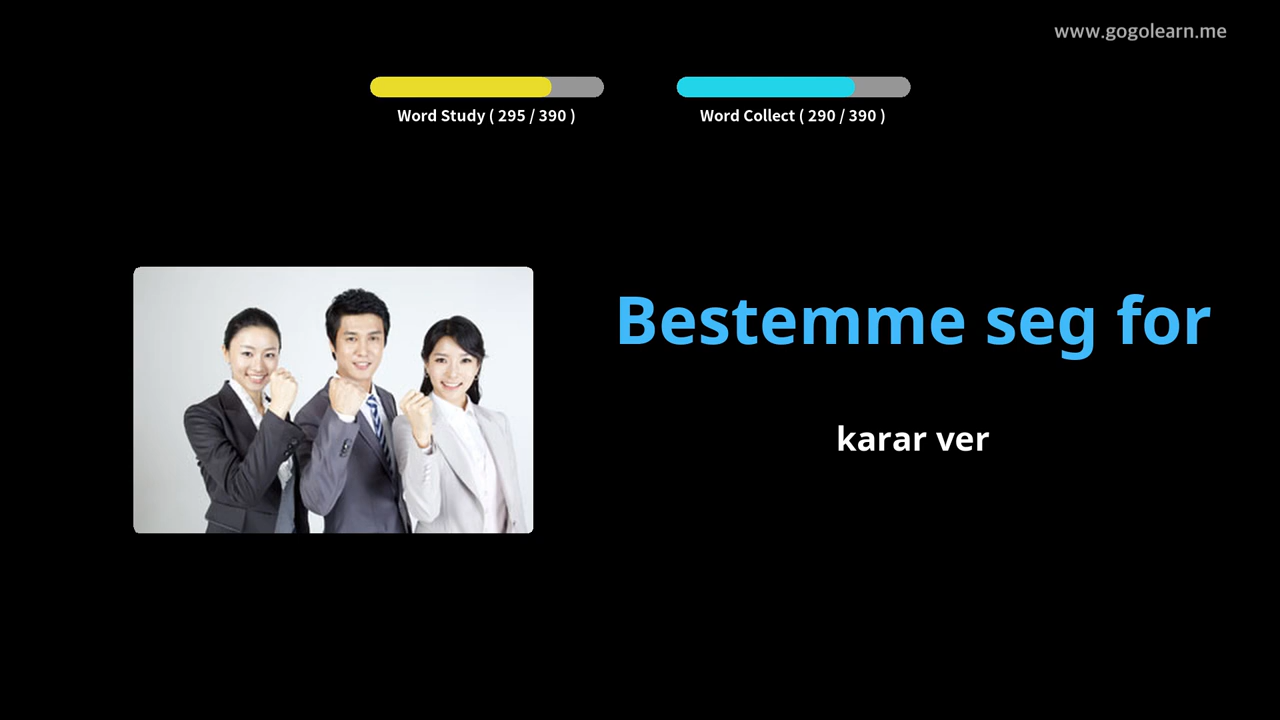 www.gogolearn.me
Word Study ( 295 / 390 )
Word Collect ( 290 / 390 )
Bestemme seg for
karar ver